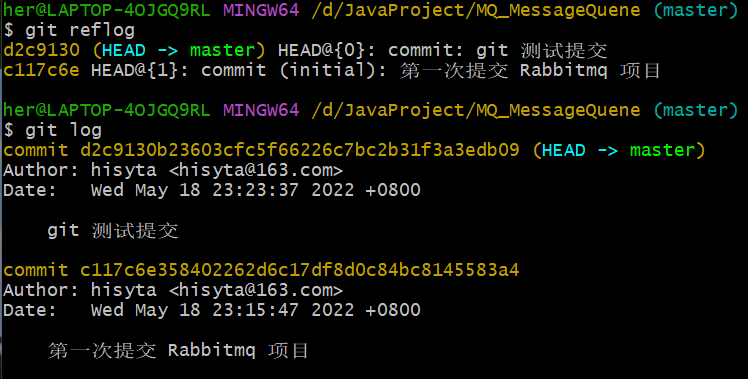 her@LAPTOP-4OJGQ9RL MINGW64 /d/JavaProject/MQ_MessageQuene (master)
$ git reflog
d2c9130 (HEAD -> master) HEAD@{0}: commit: git 测试提交
c117c6e HEAD@{1}: commit (initial): 第一次提交 Rabbitmq 项目
her@LAPTOP-4OJGQ9RL MINGW64 /d/JavaProject/MQ_MessageQuene (master)
$ git log
commit d2c9130b23603cfc5f66226c7bc2b31f3a3edb09 (HEAD -> master)
Author: hisyta <hisyta@163.com>
Date:   Wed May 18 23:23:37 2022 +0800
git 测试提交
commit c117c6e358402262d6c17df8d0c84bc8145583a4
Author: hisyta <hisyta@163.com>
Date:   Wed May 18 23:15:47 2022 +0800
第一次提交 Rabbitmq 项目